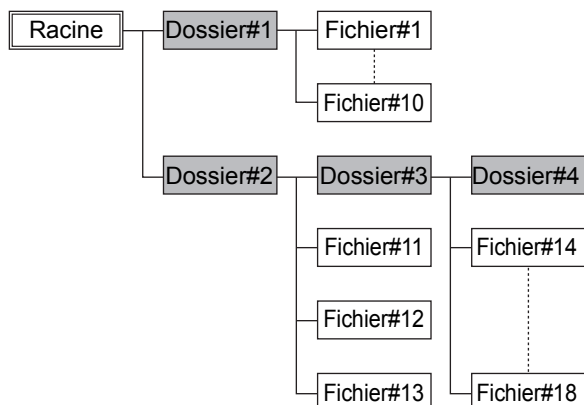 Racine
Dossier#1
Fichier#1
Fichier#10
Dossier#2
Dossier#3
Dossier#4
Fichier#11
Fichier#14
Fichier#12
Fichier#13
Fichier#18